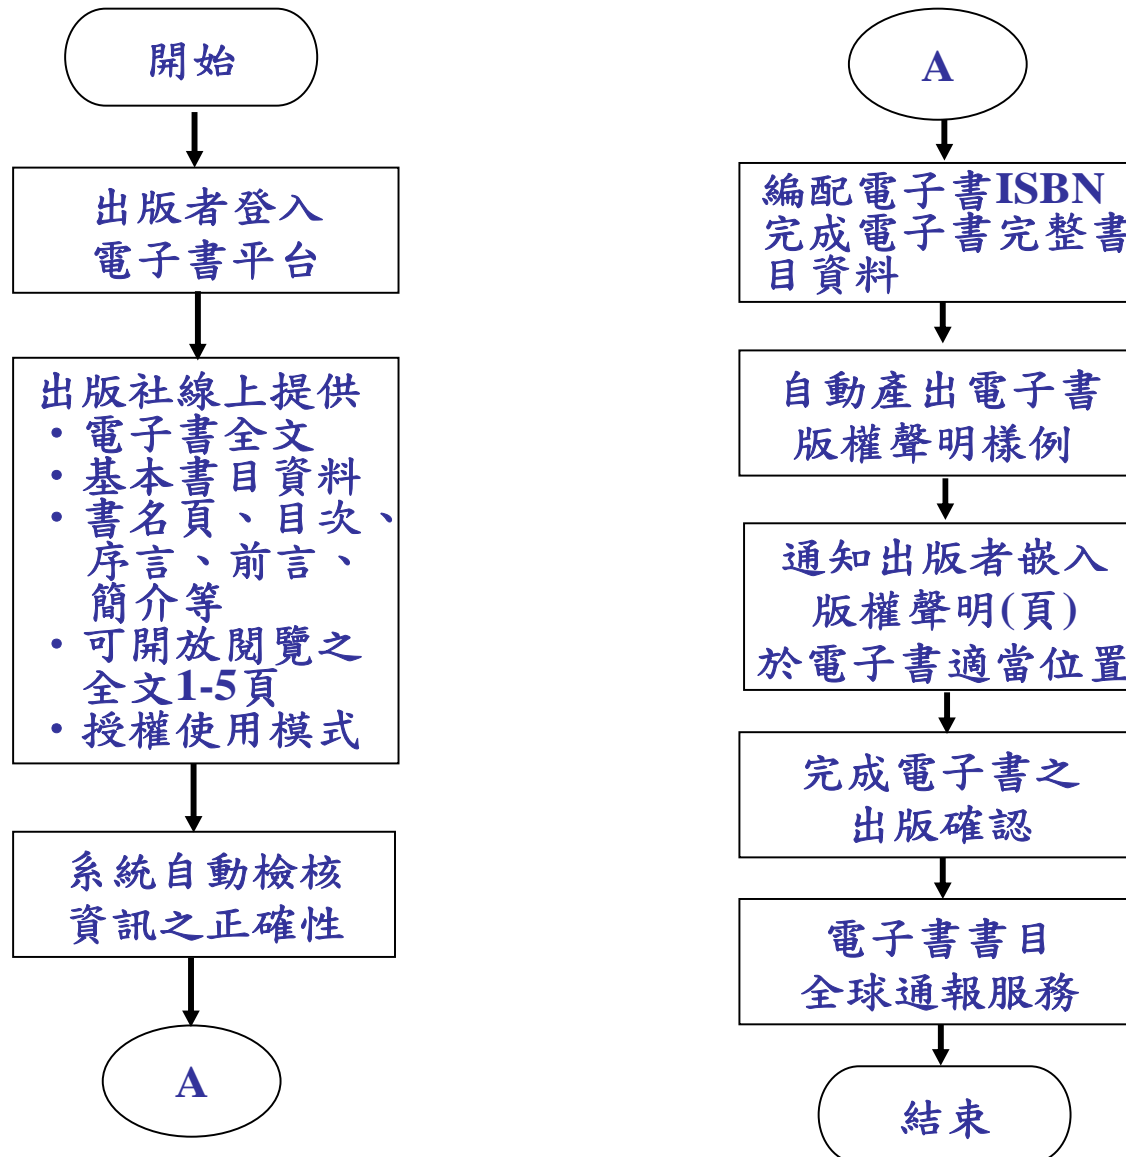 開始
出版者登入
電子書平台
出版社線上提供
• 電子書全文
• 基本書目資料
• 書名頁、目次、
序言、前言、
簡介等
• 可開放閱覽之
全文1-5頁
• 授權使用模式
系統自動檢核
資訊之正確性
A
A
編配電子書ISBN
完成電子書完整書
目資料
自動產出電子書
版權聲明樣例
通知出版者嵌入
版權聲明(頁)
於電子書適當位置
完成電子書之
出版確認
電子書書目
全球通報服務
結束